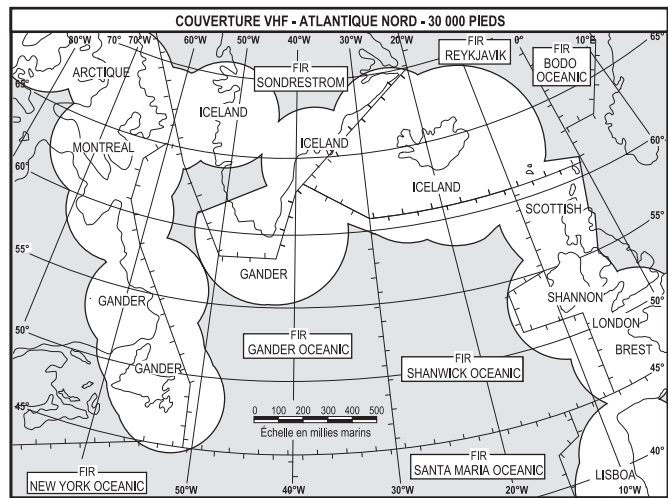 COUVERTURE VHF - ATLANTIQUE NORD - 30 000 PIEDS
80°W 70°W 60°W 50°W 40°W 30°W 20°W 10°W 0° 10°E
65° 65°
FIR
REYKJAVIK
FIR
BODO
OCEANIC
FIR
SONDRESTROM
ARCTIQUE
65°
ICELAND
ICELAND
MONTREAL
60°
60°
ICELAND
SCOTTISH
55°
55°
GANDER
SHANNON
50°
GANDER
LONDON
50°
FIR
GANDER OCEANIC
BREST
GANDER
FIR
SHANWICK OCEANIC
45°
45°
0 100 200 300 400 500
Échelle en millies marins
FIR
NEW YORK OCEANIC
FIR
SANTA MARIA OCEANIC
40°
LISBOA
50°W 40°W 30°W 20°W 10°W